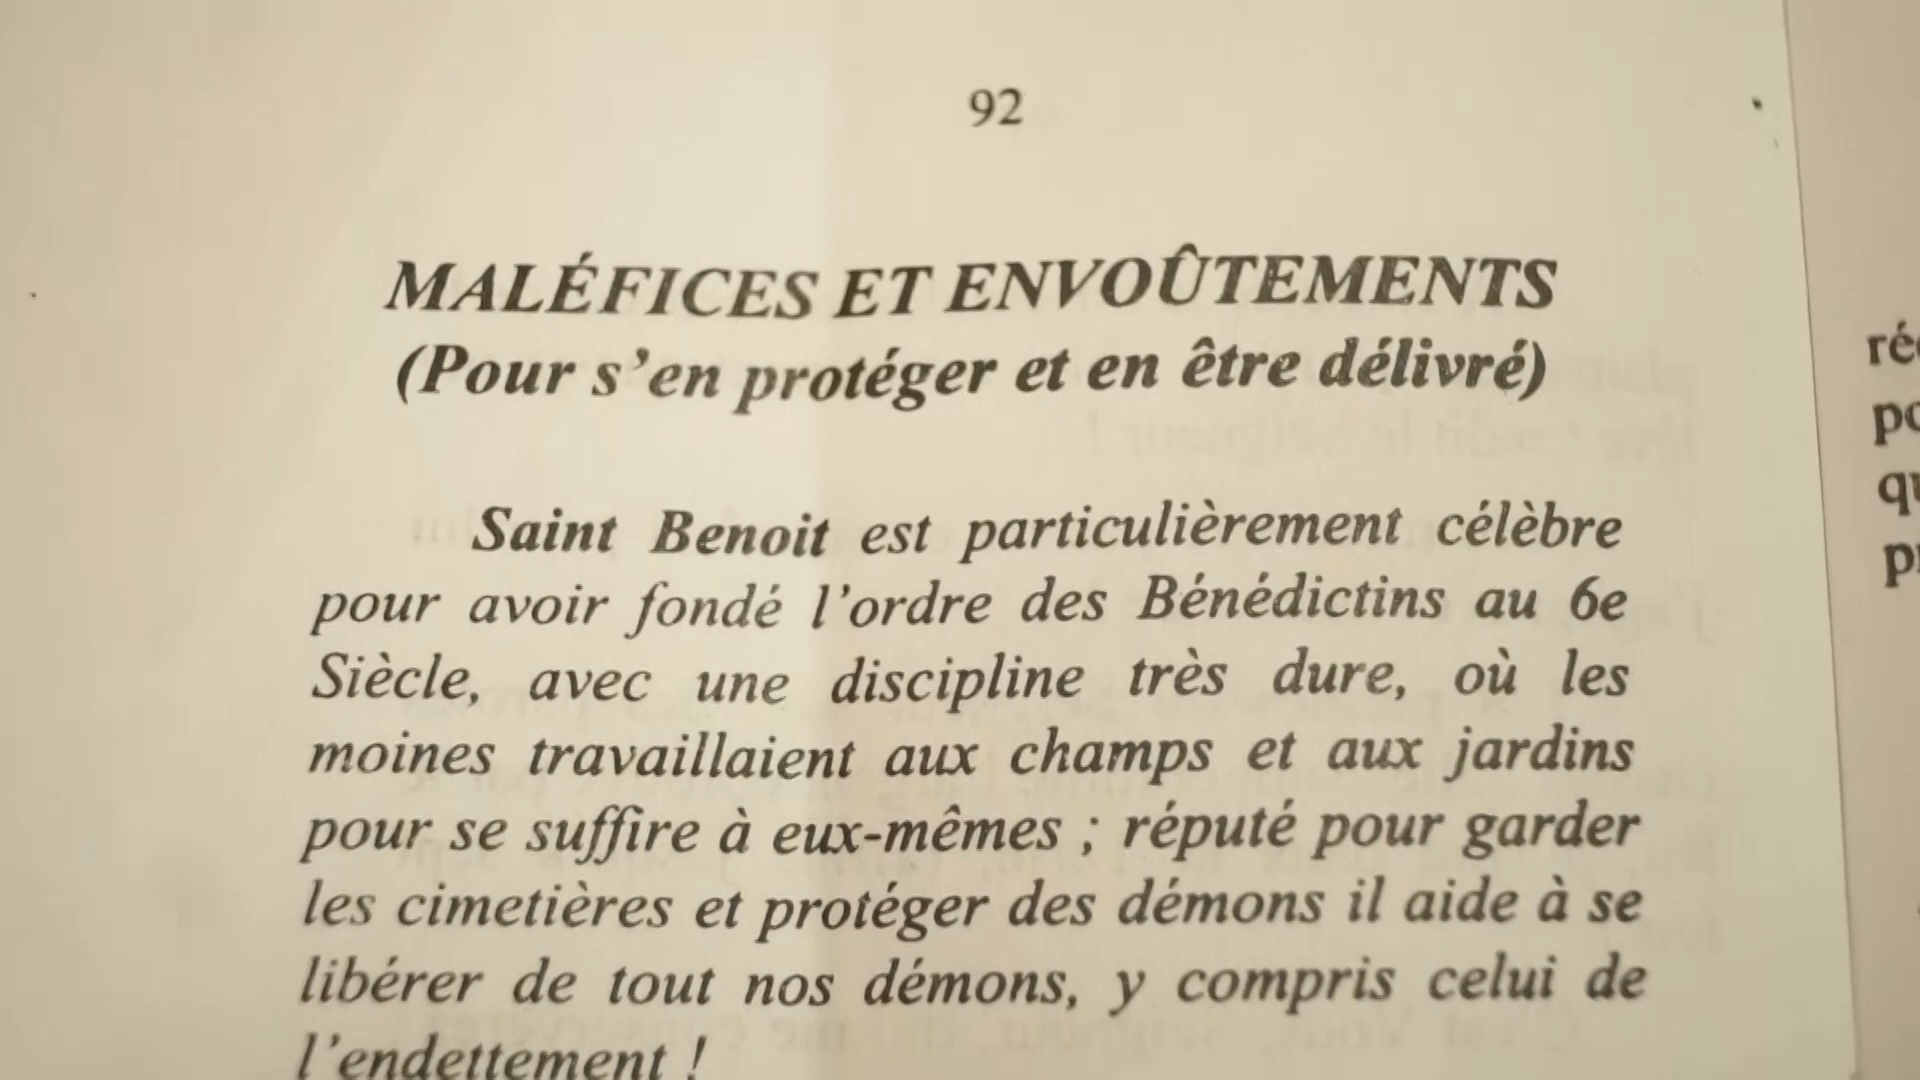 92
MALÉFICES ET ENVOÛTEMENTS
(Pour s'en protéger et en être délivré)
Saint Benoit est particulièrement célèbre
pour avoir fondé l'ordre des Bénédictins au 6e
Siècle, avec une discipline très dure, où les
moines travaillaient aux champs et aux jardins
pour se suffire à eux-mêmes ; réputé pour garder
les cimetières et protéger des démons il aide à se
libérer de tout nos démons, y compris celui de
l'endettement !